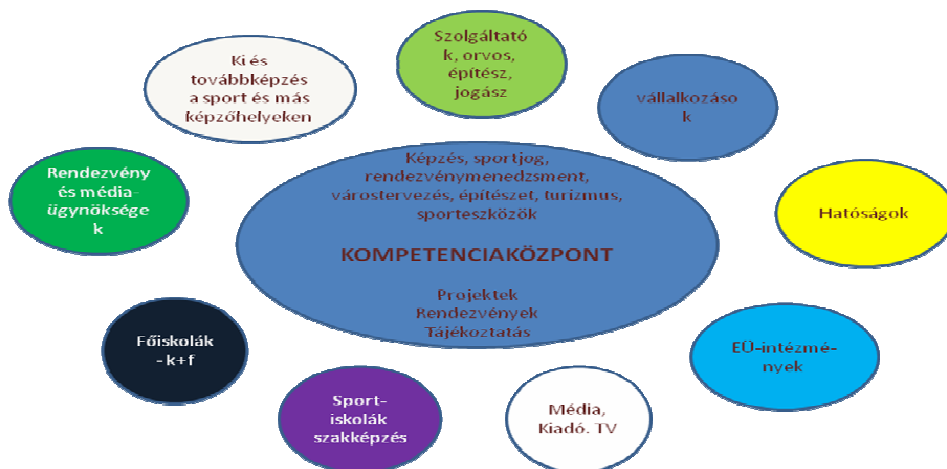 Ki és
továbbképzés
a sport és más
képzőhelyeken
Szolgáltató
k, orvos,
építész,
jogász
vállalkozáso
k
Rendezvény
és média-
ügynöksége
k
Képzés, sportjog,
rendezvénymenedzsment,
várostervezés, építészet, turizmus,
sporteszközök
KOMPETENCIAKÖZPONT
Projektek
Rendezvények
Tájékoztatás
Hatóságok
Főiskolák
- k+f
EÜ-intézmé-
nyek
Sport-
iskolák
szakképzés
Média,
Kiadó. TV